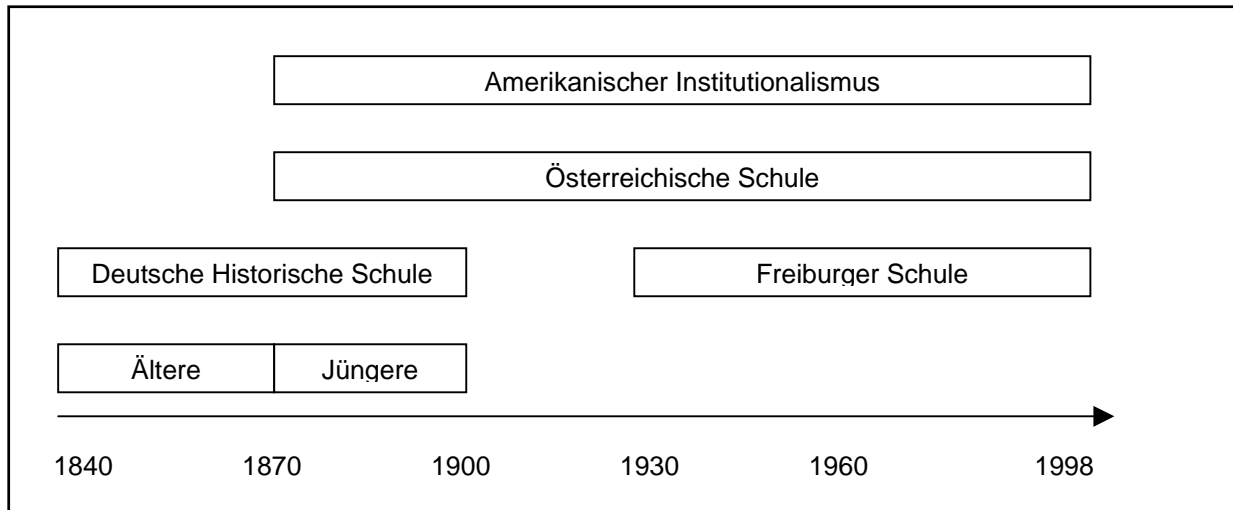 Amerikanischer Institutionalismus
Österreichische Schule
Deutsche Historische Schule Freiburger Schule
Ältere Jüngere
1840 1870 1900 1930 1960 1998